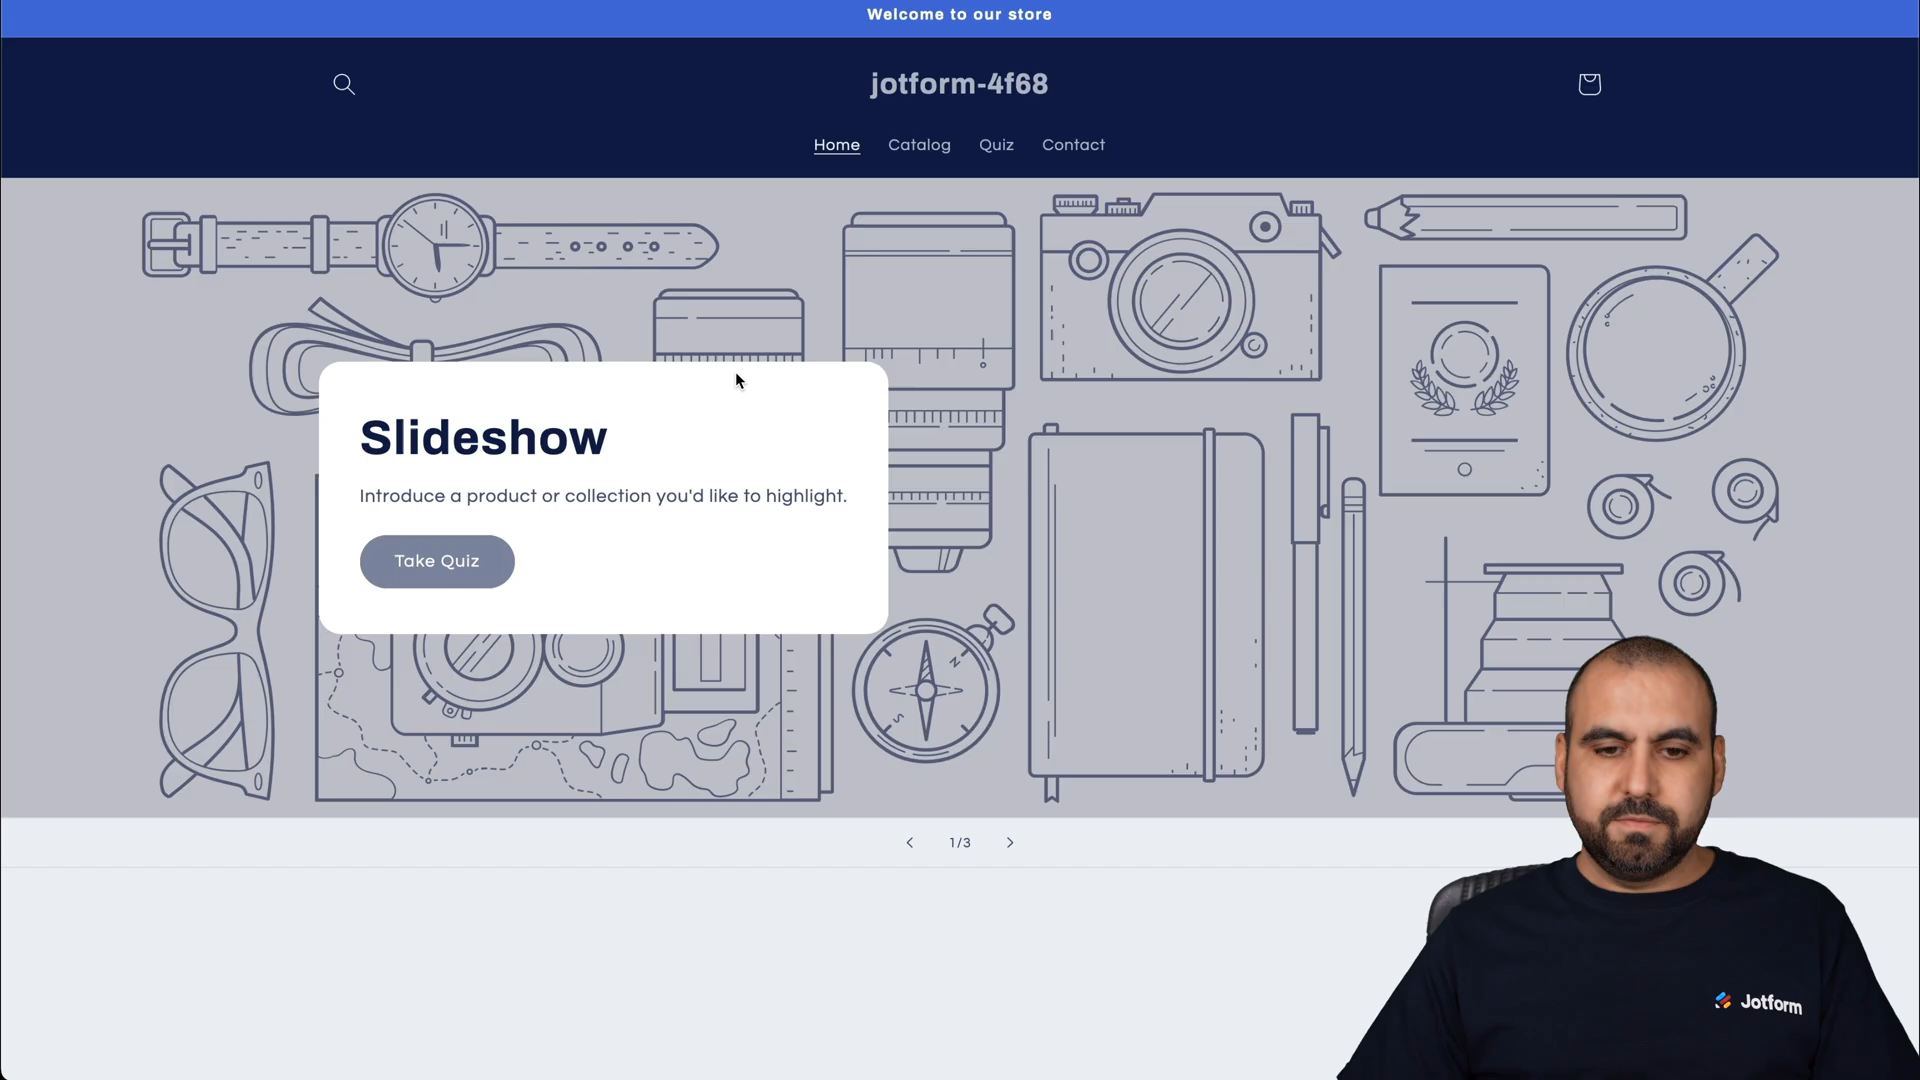 Welcome to our store
jotform-4f68
Home Catalog Quiz Contact
Slideshow
Introduce a product or collection you'd like to highlight.
Take Quiz
N
S
1/3
Jotform